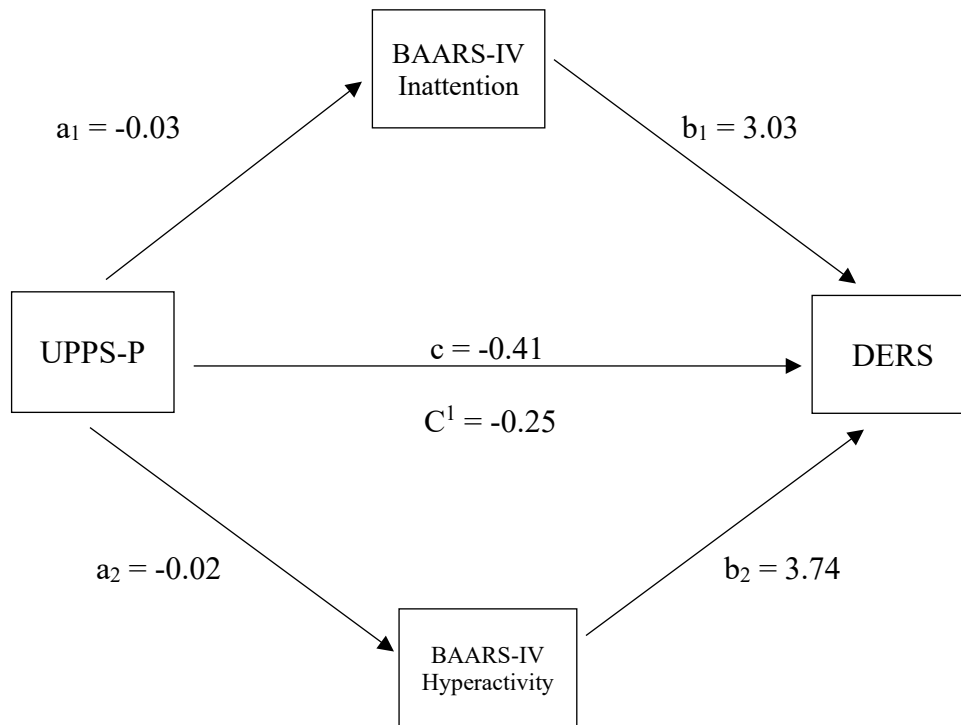 BAARS-IV
Inattention
a₁ = -0.03
b₁ = 3.03
UPPS-P
c = -0.41
DERS
C¹ = -0.25
a₂ = -0.02
b₂ = 3.74
BAARS-IV
Hyperactivity